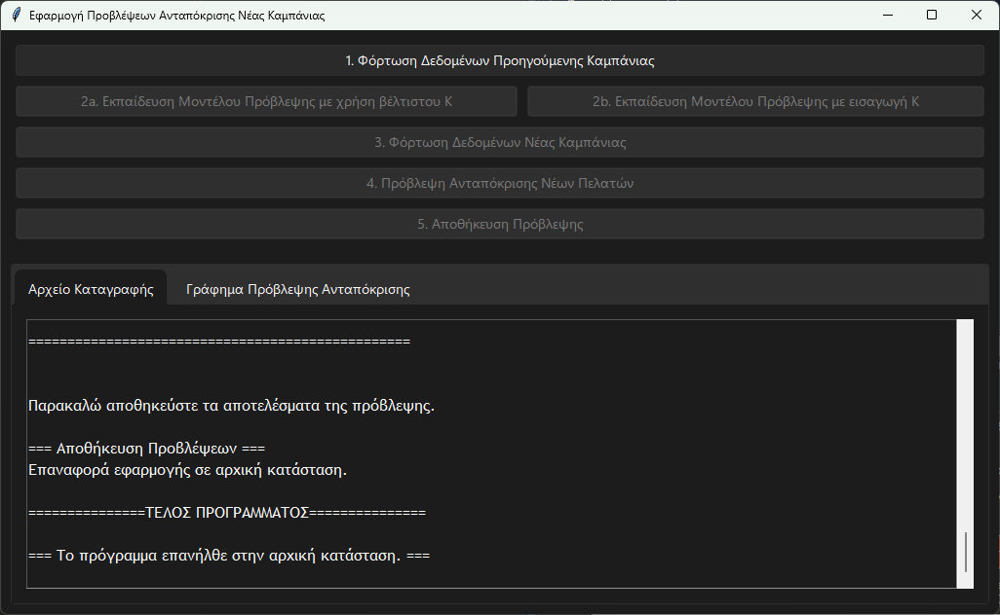 Εφαρμογή Προβλέψεων Ανταπόκρισης Νέας Καμπάνιας
1. Φόρτωση Δεδομένων Προηγούμενης Καμπάνιας
2a. Εκπαίδευση Μοντέλου Πρόβλεψης με χρήση βέλτιστου Κ
2b. Εκπαίδευση Μοντέλου Πρόβλεψης με εισαγωγή Κ
3. Φόρτωση Δεδομένων Νέας Καμπάνιας
4. Πρόβλεψη Ανταπόκρισης Νέων Πελατών
5. Αποθήκευση Πρόβλεψης
Αρχείο Καταγραφής
Γράφημα Πρόβλεψης Ανταπόκρισης
=================================================
Παρακαλώ αποθηκεύστε τα αποτελέσματα της πρόβλεψης.
=== Αποθήκευση Προβλέψεων ===
Επαναφορά εφαρμογής σε αρχική κατάσταση.
===============ΤΕΛΟΣ ΠΡΟΓΡΑΜΜΑΤΟΣ===============
=== Το πρόγραμμα επανήλθε στην αρχική κατάσταση. ===